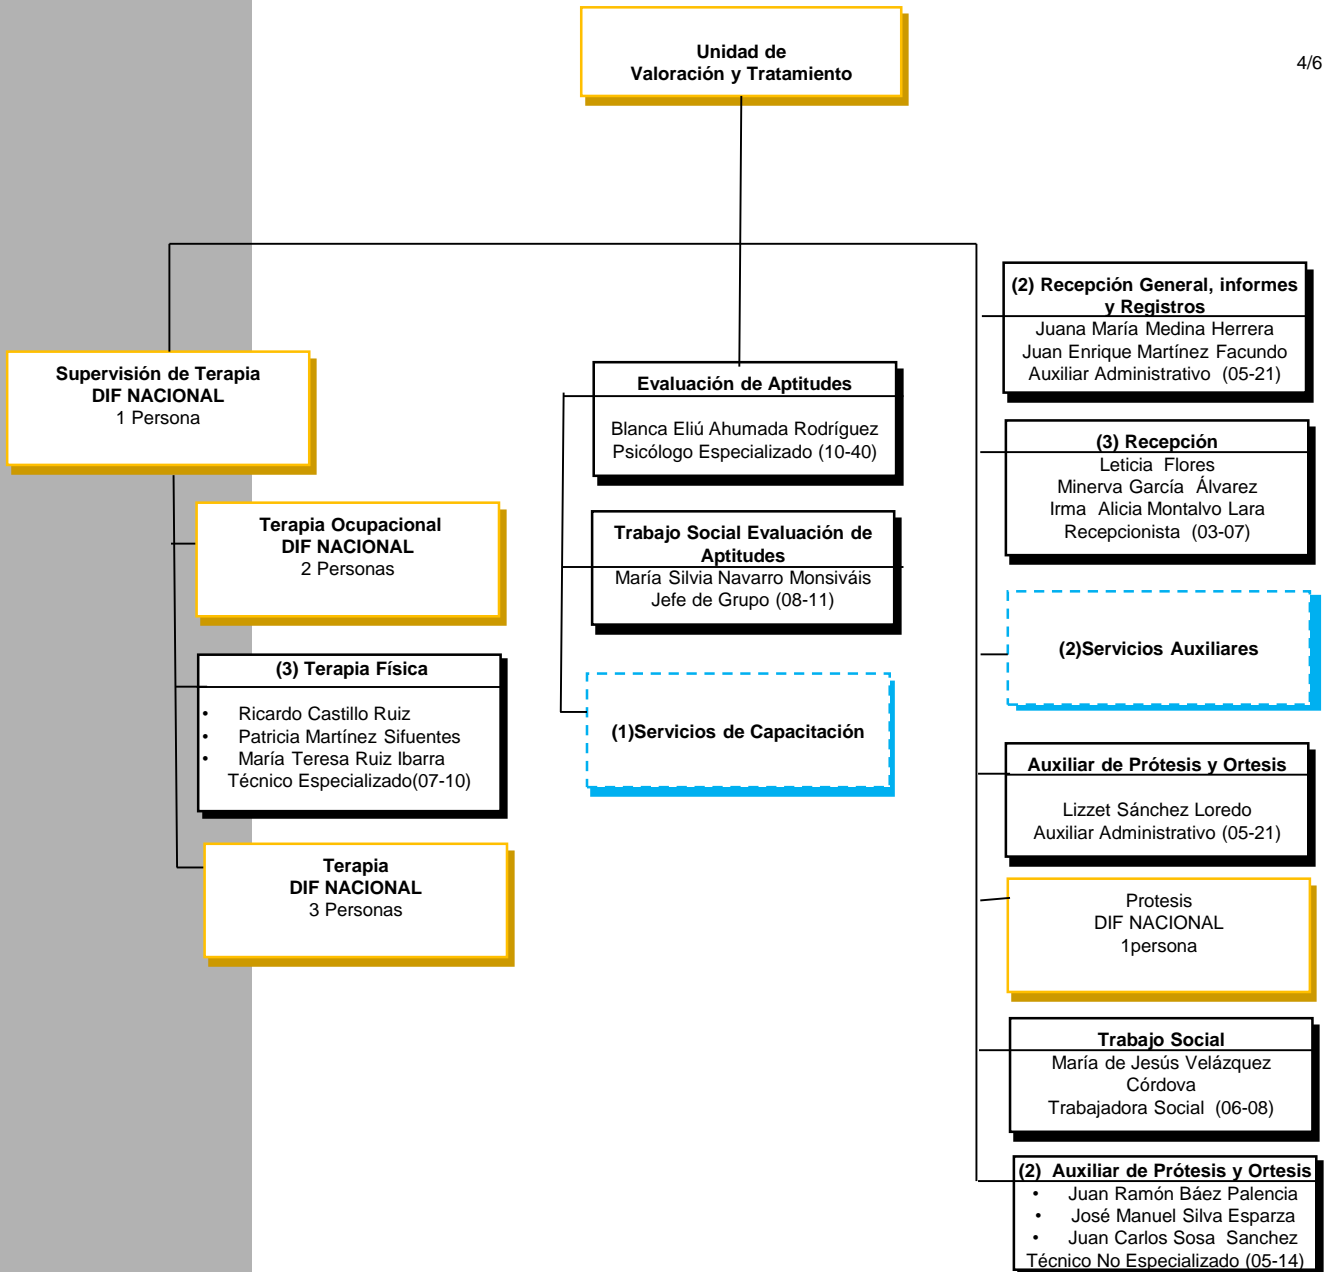 Unidad de
Valoración y Tratamiento
4/6
Supervisión de Terapia
DIF NACIONAL
1 Persona
Terapia Ocupacional
DIF NACIONAL
2 Personas
(3) Terapia Física
• Ricardo Castillo Ruiz
• Patricia Martínez Sifuentes
• María Teresa Ruiz Ibarra
Técnico Especializado(07-10)
Terapia
DIF NACIONAL
3 Personas
Evaluación de Aptitudes
Blanca Eliú Ahumada Rodríguez
Psicólogo Especializado (10-40)
Trabajo Social Evaluación de
Aptitudes
María Silvia Navarro Monsiváis
Jefe de Grupo (08-11)
(1)Servicios de Capacitación
(2) Recepción General, informes
y Registros
Juana María Medina Herrera
Juan Enrique Martínez Facundo
Auxiliar Administrativo (05-21)
(3) Recepción
Leticia Flores
Minerva García Álvarez
Irma Alicia Montalvo Lara
Recepcionista (03-07)
(2)Servicios Auxiliares
Auxiliar de Prótesis y Ortesis
Lizzet Sánchez Loredo
Auxiliar Administrativo (05-21)
Protesis
DIF NACIONAL
1persona
Trabajo Social
María de Jesús Velázquez
Córdova
Trabajadora Social (06-08)
(2) Auxiliar de Prótesis y Ortesis
• Juan Ramón Báez Palencia
• José Manuel Silva Esparza
• Juan Carlos Sosa Sanchez
Técnico No Especializado (05-14)